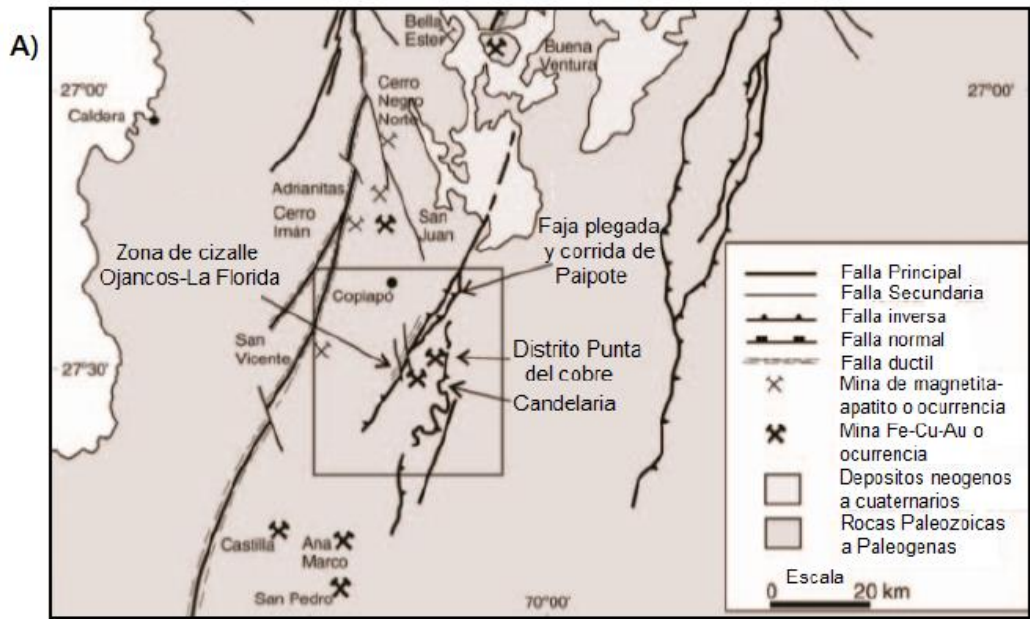 A)
Bella
Ester
Buena
Ventura
27°00'
27°00'
Caldera
Cerro
Negro
Norte
Adrianitas
Cerro
Imán
San
Juan
Faja plegada
y corrida de
Paipote
Zona de cizalle
Ojancos-La Florida
Copiapó
San
Vicente
Distrito Punta
del cobre
Candelaria
27°30'
Castilla
Ana
Marco
San Pedro
70°00'
Falla Principal
Falla Secundaria
Falla inversa
Falla normal
Falla ductil
Mina de magnetita-
apatito o ocurrencia
Mina Fe-Cu-Au o
ocurrencia
Depositos neogenos
a cuaternarios
Rocas Paleozoicas
a Paleogenas
Escala
0 20 km